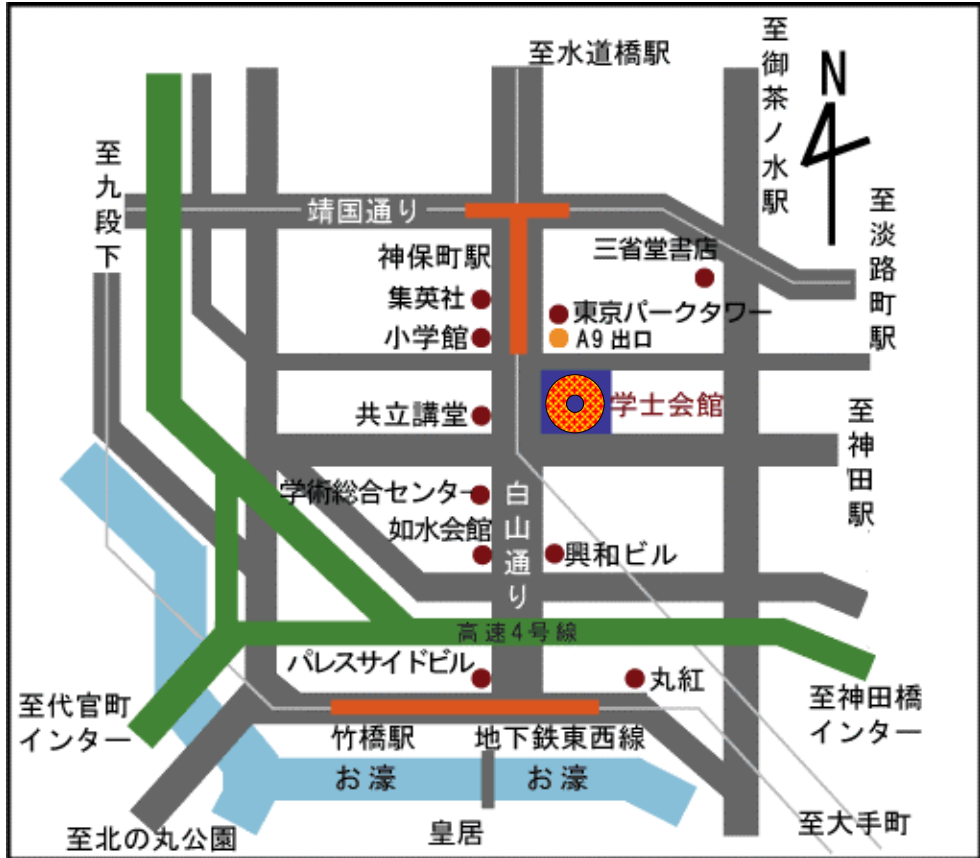 至水道橋駅
至御茶ノ水駅
N
至九段下
靖国通り
至淡路町駅
神保町駅
三省堂書店
集英社
東京パークタワー
小学館
A9出口
学士会館
共立講堂
至神田駅
学術総合センター
白山通り
如水会館
興和ビル
高速4号線
パレスサイドビル
丸紅
至代官町
インター
至神田橋
インター
竹橋駅
地下鉄東西線
お濠
お濠
至大手町
皇居
至北の丸公園